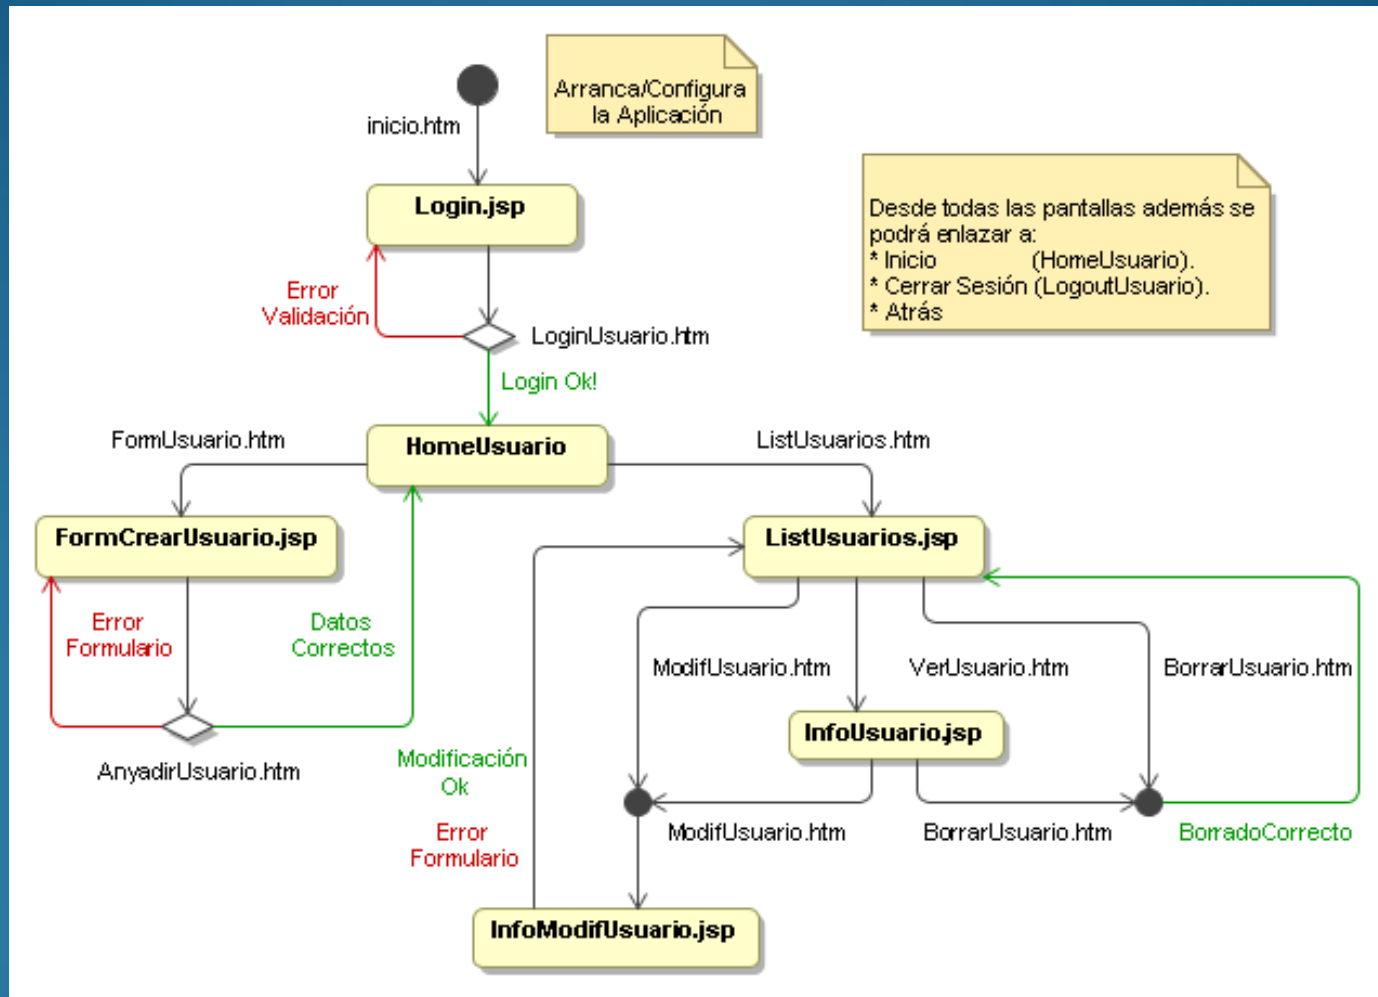 Arranca/Configura
la Aplicación
inicio.htm
Login.jsp
Desde todas las pantallas además se
podrá enlazar a:
* Inicio (HomeUsuario).
* Cerrar Sesión (LogoutUsuario).
* Atrás
Error
Validación
LoginUsuario.htm
Login Ok!
FormUsuario.htm
HomeUsuario
ListUsuarios.htm
FormCrearUsuario.jsp
ListUsuarios.jsp
Error
Formulario
Datos
Correctos
ModifUsuario.htm
VerUsuario.htm
BorrarUsuario.htm
InfoUsuario.jsp
AnyadirUsuario.htm
Modificación
Ok
Error
Formulario
ModifUsuario.htm
BorrarUsuario.htm
BorradoCorrecto
InfoModifUsuario.jsp